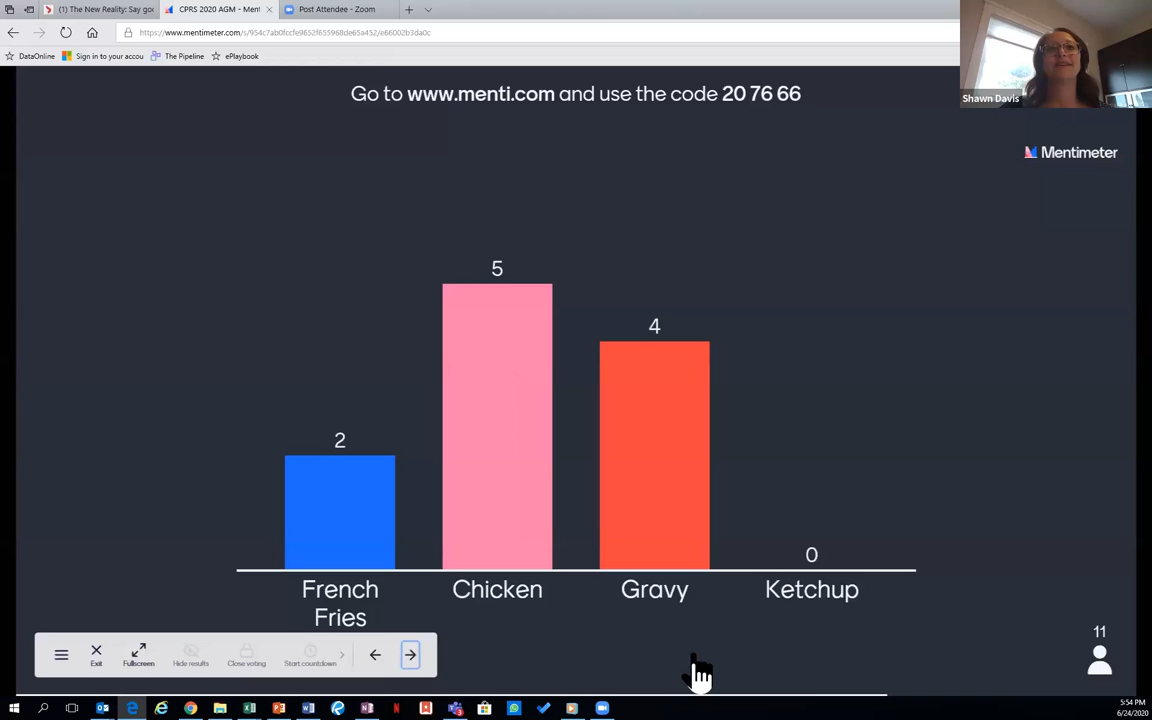 (1) The New Reality: Say goo
CPRS 2020 AGM - Menti
Post Attendee - Zoom
https://www.mentimeter.com/s/954c7ab0fccfe9652f655968de65a452/e66002b3da0c
DataOnline
Sign in to your accou
The Pipeline
ePlaybook
Shawn Davis
Go to www.menti.com and use the code 20 76 66
Mentimeter
5
4
2
0
French
Fries
Chicken
Gravy
Ketchup
11
Exit
Fullscreen
Hide results
Close voting
Start countdown
5:54 PM
6/24/2020